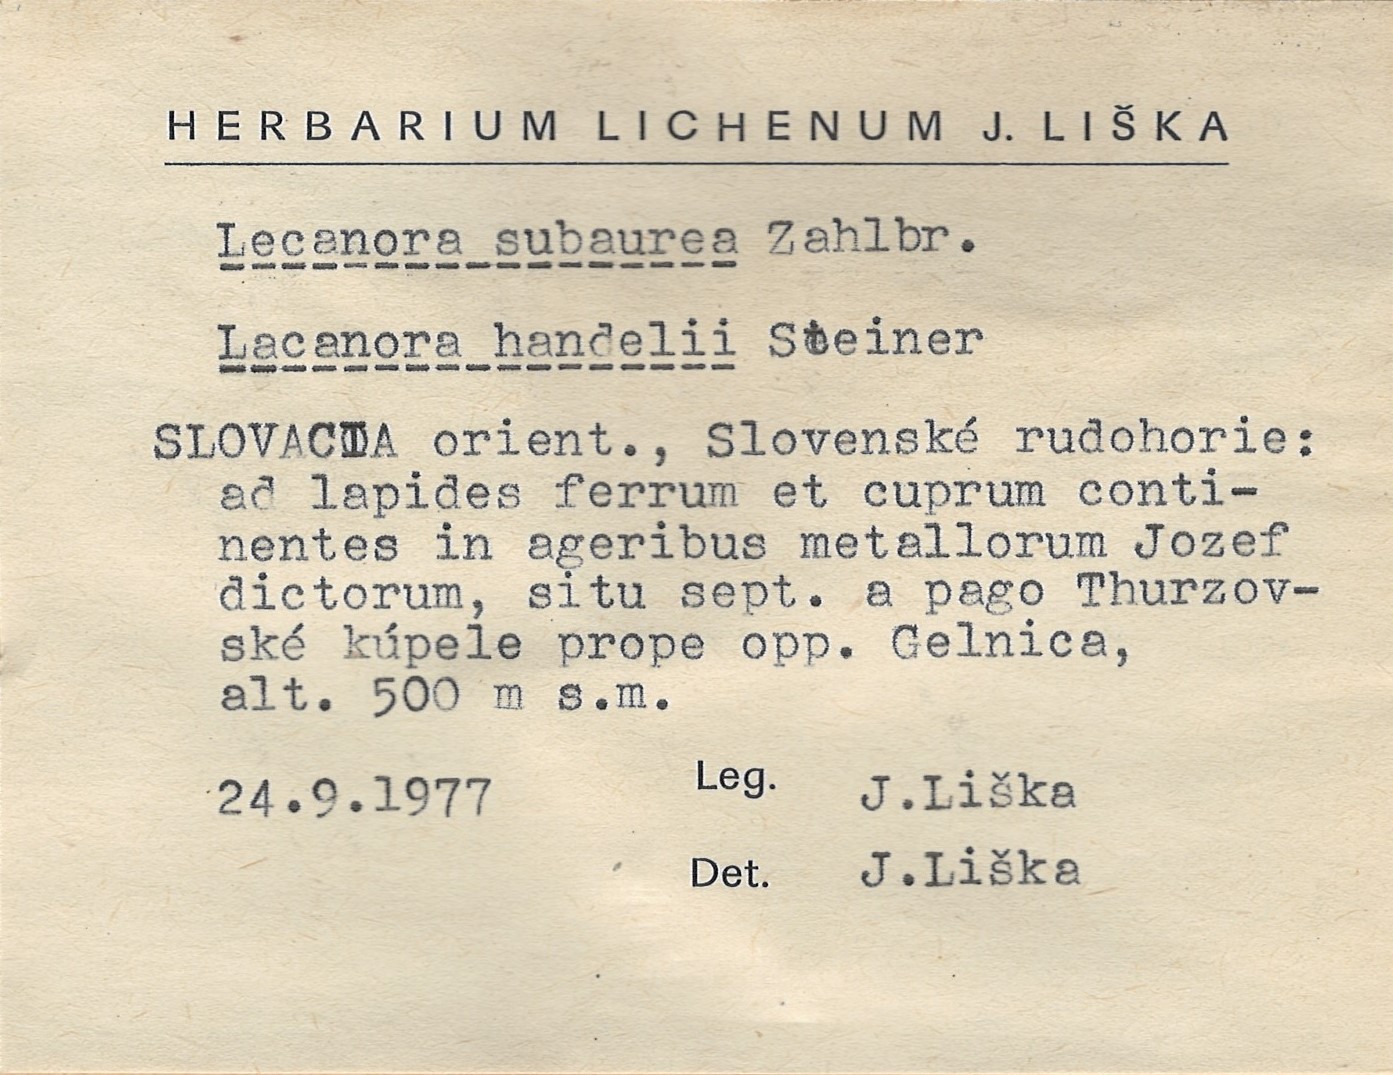 HERBARIUM LICHENUM J. LIŠKA
Lecanora subaurea Zahlbr.
Lacanora handelii Steiner
SLOVACIA orient., Slovenské rudohorie:
ad lapides ferrum et cuprum conti-
nentes in ageribus metallorum Jozef
dictorum, situ sept. a pago Thurzov-
ské kúpele prope opp. Gelnica,
alt. 500 m s.m.
24.9.1977 Leg. J.Liška
Det. J.Liška